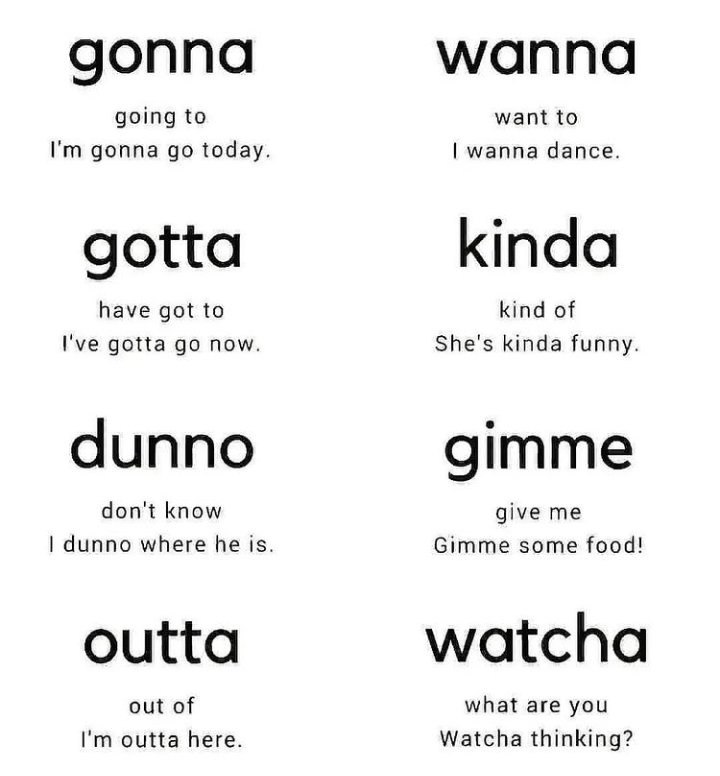 gonna
going to
I'm gonna go today.
wanna
want to
I wanna dance.
gotta
have got to
I've gotta go now.
kinda
kind of
She's kinda funny.
dunno
don't know
I dunno where he is.
gimme
give me
Gimme some food!
outta
out of
I'm outta here.
watcha
what are you
Watcha thinking?